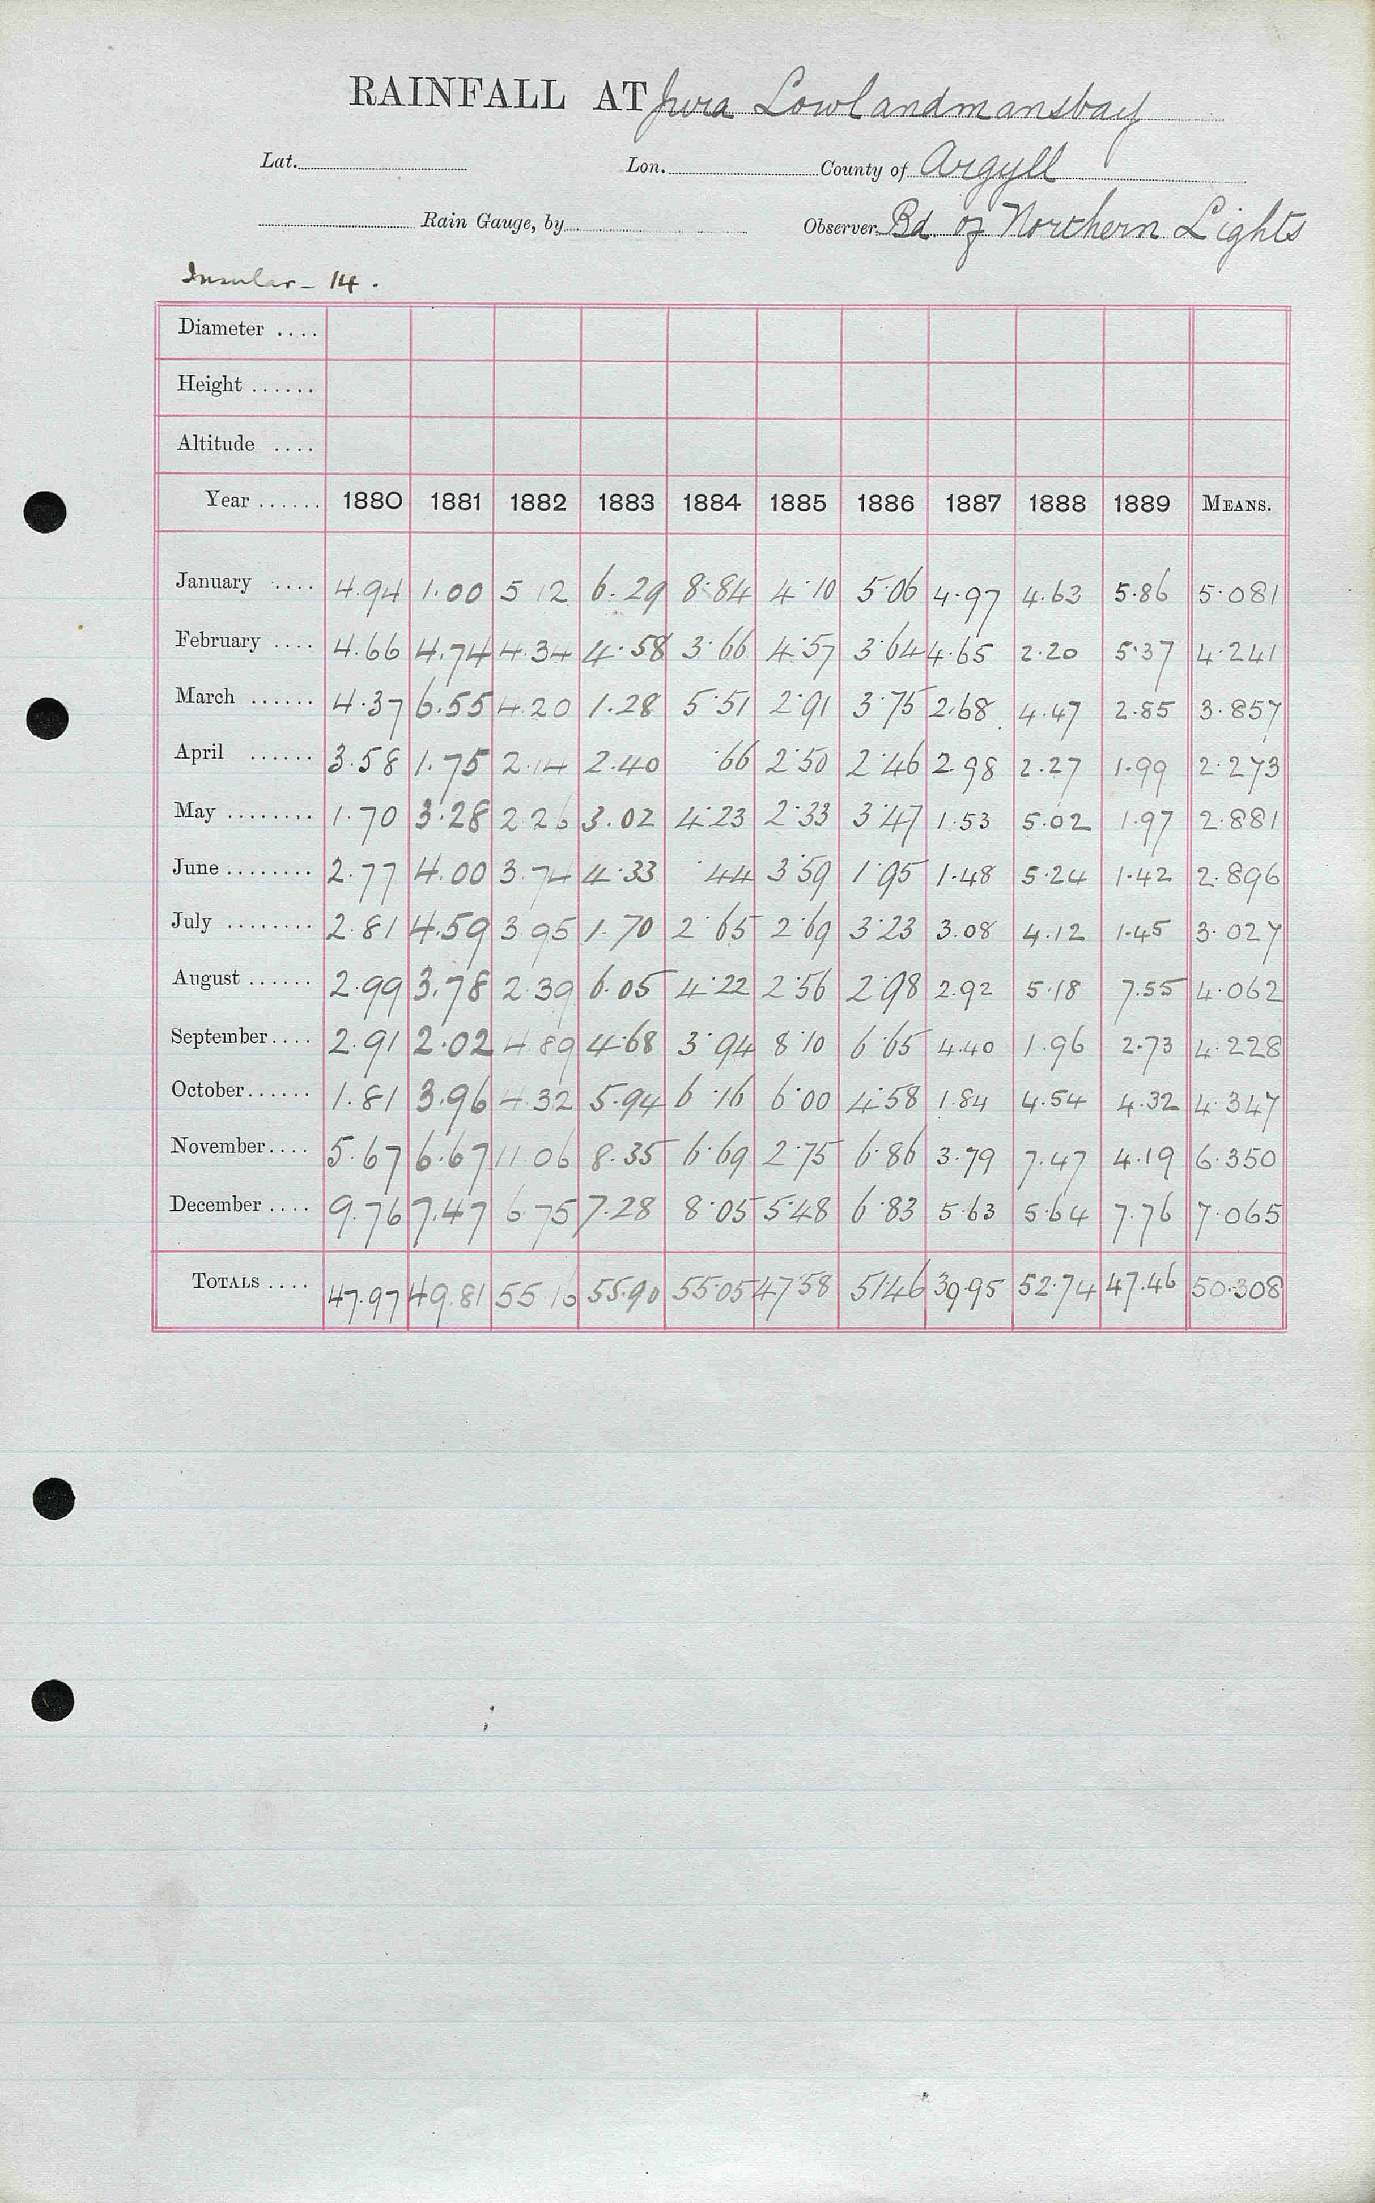 RAINFALL AT Jura Lowlandmansbay
Lat. Lon. County of Argyll
Rain Gauge, by Observer Bd of Northern Lights
Insular - 14.
Diameter ....
Height ......
Altitude ....
Year ...... 1880 1881 1882 1883 1884 1885 1886 1887 1888 1889 MEANS.
January .... 4.94 1.00 5 12 6.29 8.84 4.10 5.06 4.97 4.63 5.86 5.081
February .... 4.66 4.74 4.34 4.58 3.66 4.57 3.64 4.65 2.20 5.37 4.241
March ...... 4.37 6.55 4.20 1.28 5.51 2.91 3.75 2.68 4.47 2.85 3.857
April ...... 3.58 1.75 2.14 2.40 .66 2.50 2.46 2.98 2.27 1.99 2.273
May ........ 1.70 3.28 2.26 3.02 4.23 2.33 3.47 1.53 5.02 1.97 2.881
June ........ 2.77 4.00 3.74 4.33 .44 3.59 1.95 1.48 5.24 1.42 2.896
July ........ 2.81 4.59 3 95 1.70 2.65 2.69 3.23 3.08 4.12 1.45 3.027
August ...... 2.99 3.78 2.39 6.05 4.22 2.56 2.98 2.92 5.18 7.55 4.062
September.... 2.91 2.02 4 89 4.68 3.94 8.10 6.65 4.40 1.96 2.73 4.228
October...... 1.81 3.96 4.32 5.94 6.16 6.00 4.58 1.84 4.54 4.32 4.347
November.... 5.67 6.67 11.06 8.35 6.69 2.75 6.86 3.79 7.47 4.19 6.350
December .... 9.76 7.47 6.75 7.28 8.05 5.48 6.83 5.63 5.64 7.76 7.065
TOTALS .... 47.97 49.81 55.16 55.90 55.05 47.58 51.46 39.95 52.74 47.46 50.308